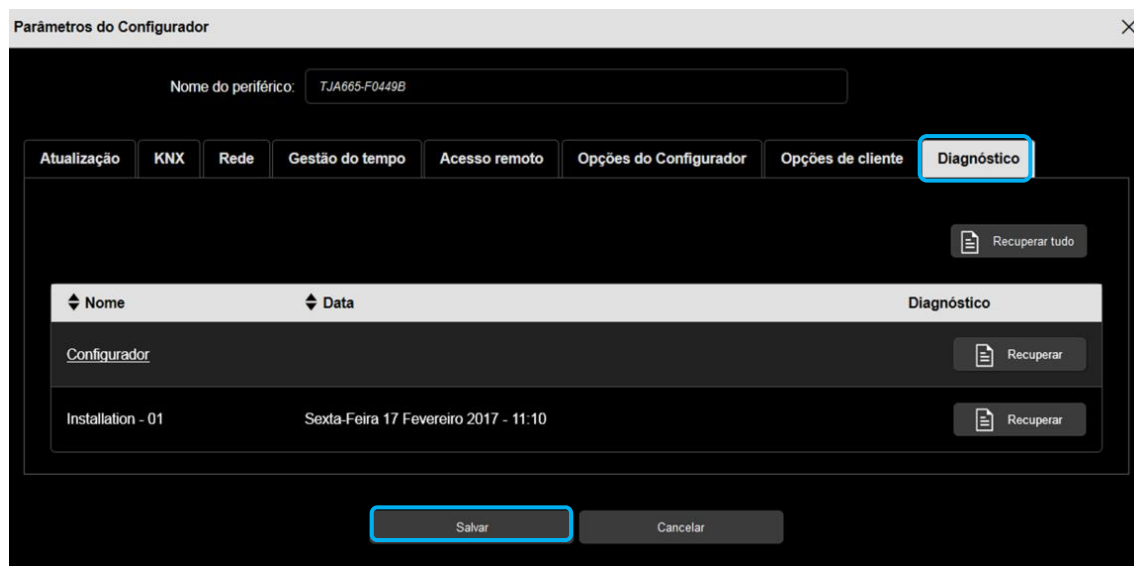 Parâmetros do Configurador
Nome do periférico: TJA665-F0449B
Atualização KNX Rede Gestão do tempo Acesso remoto Opções do Configurador Opções de cliente Diagnóstico
Recuperar tudo
Nome Data Diagnóstico
Configurador Recuperar
Installation - 01 Sexta-Feira 17 Fevereiro 2017 - 11:10 Recuperar
Salvar Cancelar